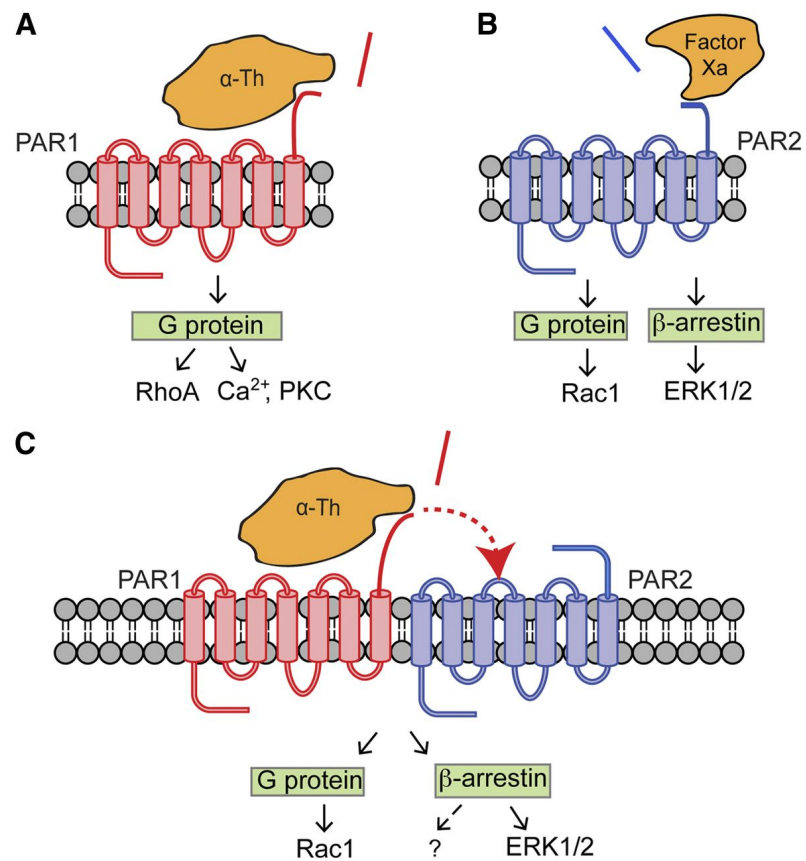 A
α-Th
PAR1
G protein
RhoA
Ca²⁺, PKC
B
Factor
Xa
PAR2
G protein
β-arrestin
Rac1
ERK1/2
C
α-Th
PAR1
PAR2
G protein
β-arrestin
Rac1
?
ERK1/2